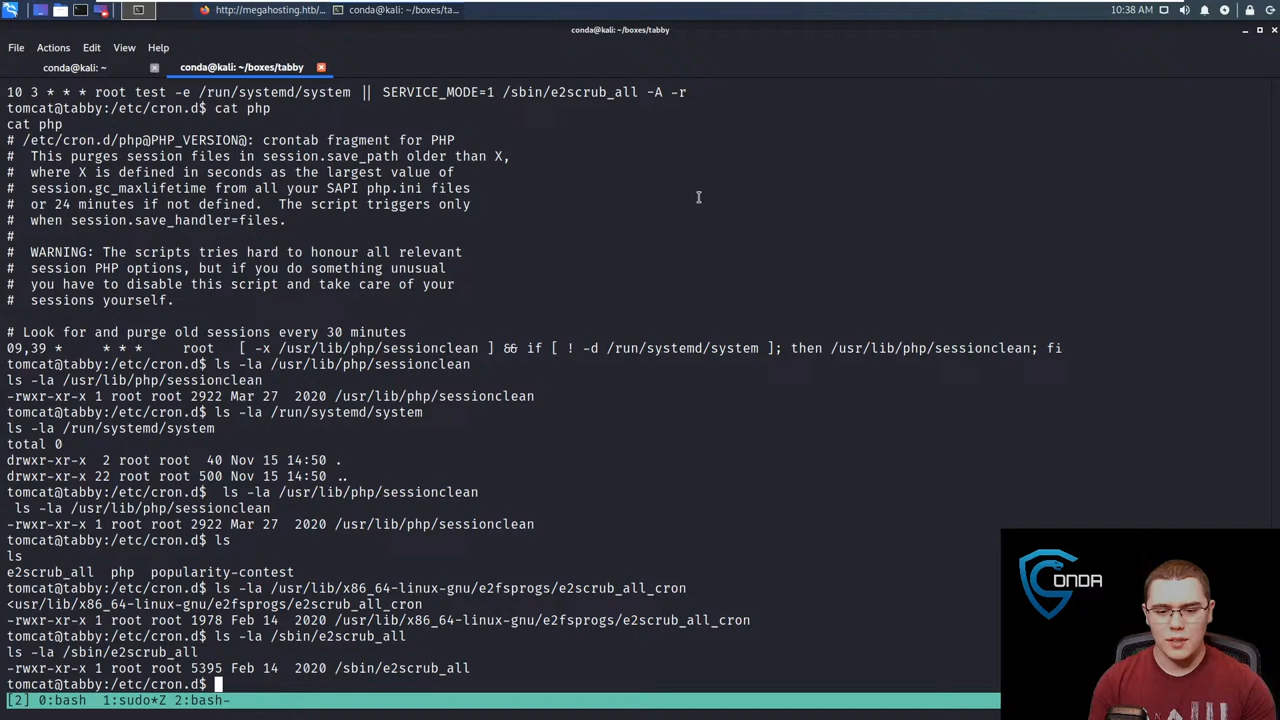 http://megahosting.htb/...
conda@kali: ~/boxes/ta...
10:38 AM
conda@kali: ~/boxes/tabby
File Actions Edit View Help
conda@kali: ~
conda@kali: ~/boxes/tabby
10 3 * * * root test -e /run/systemd/system || SERVICE_MODE=1 /sbin/e2scrub_all -A -r
tomcat@tabby:/etc/cron.d$ cat php
cat php
# /etc/cron.d/php@PHP_VERSION@: crontab fragment for PHP
#  This purges session files in session.save_path older than X,
#  where X is defined in seconds as the largest value of
#  session.gc_maxlifetime from all your SAPI php.ini files
#  or 24 minutes if not defined.  The script triggers only
#  when session.save_handler=files.
#
#  WARNING: The scripts tries hard to honour all relevant
#  session PHP options, but if you do something unusual
#  you have to disable this script and take care of your
#  sessions yourself.
# Look for and purge old sessions every 30 minutes
09,39 *     * * *     root   [ -x /usr/lib/php/sessionclean ] && if [ ! -d /run/systemd/system ]; then /usr/lib/php/sessionclean; fi
tomcat@tabby:/etc/cron.d$ ls -la /usr/lib/php/sessionclean
ls -la /usr/lib/php/sessionclean
-rwxr-xr-x 1 root root 2922 Mar 27  2020 /usr/lib/php/sessionclean
tomcat@tabby:/etc/cron.d$ ls -la /run/systemd/system
ls -la /run/systemd/system
total 0
drwxr-xr-x  2 root root  40 Nov 15 14:50 .
drwxr-xr-x 22 root root 500 Nov 15 14:50 ..
tomcat@tabby:/etc/cron.d$  ls -la /usr/lib/php/sessionclean
 ls -la /usr/lib/php/sessionclean
-rwxr-xr-x 1 root root 2922 Mar 27  2020 /usr/lib/php/sessionclean
tomcat@tabby:/etc/cron.d$ ls
ls
e2scrub_all  php  popularity-contest
tomcat@tabby:/etc/cron.d$ ls -la /usr/lib/x86_64-linux-gnu/e2fsprogs/e2scrub_all_cron
<usr/lib/x86_64-linux-gnu/e2fsprogs/e2scrub_all_cron
-rwxr-xr-x 1 root root 1978 Feb 14  2020 /usr/lib/x86_64-linux-gnu/e2fsprogs/e2scrub_all_cron
tomcat@tabby:/etc/cron.d$ ls -la /sbin/e2scrub_all
ls -la /sbin/e2scrub_all
-rwxr-xr-x 1 root root 5395 Feb 14  2020 /sbin/e2scrub_all
tomcat@tabby:/etc/cron.d$
[2] 0:bash  1:sudo*Z 2:bash-
CONDA